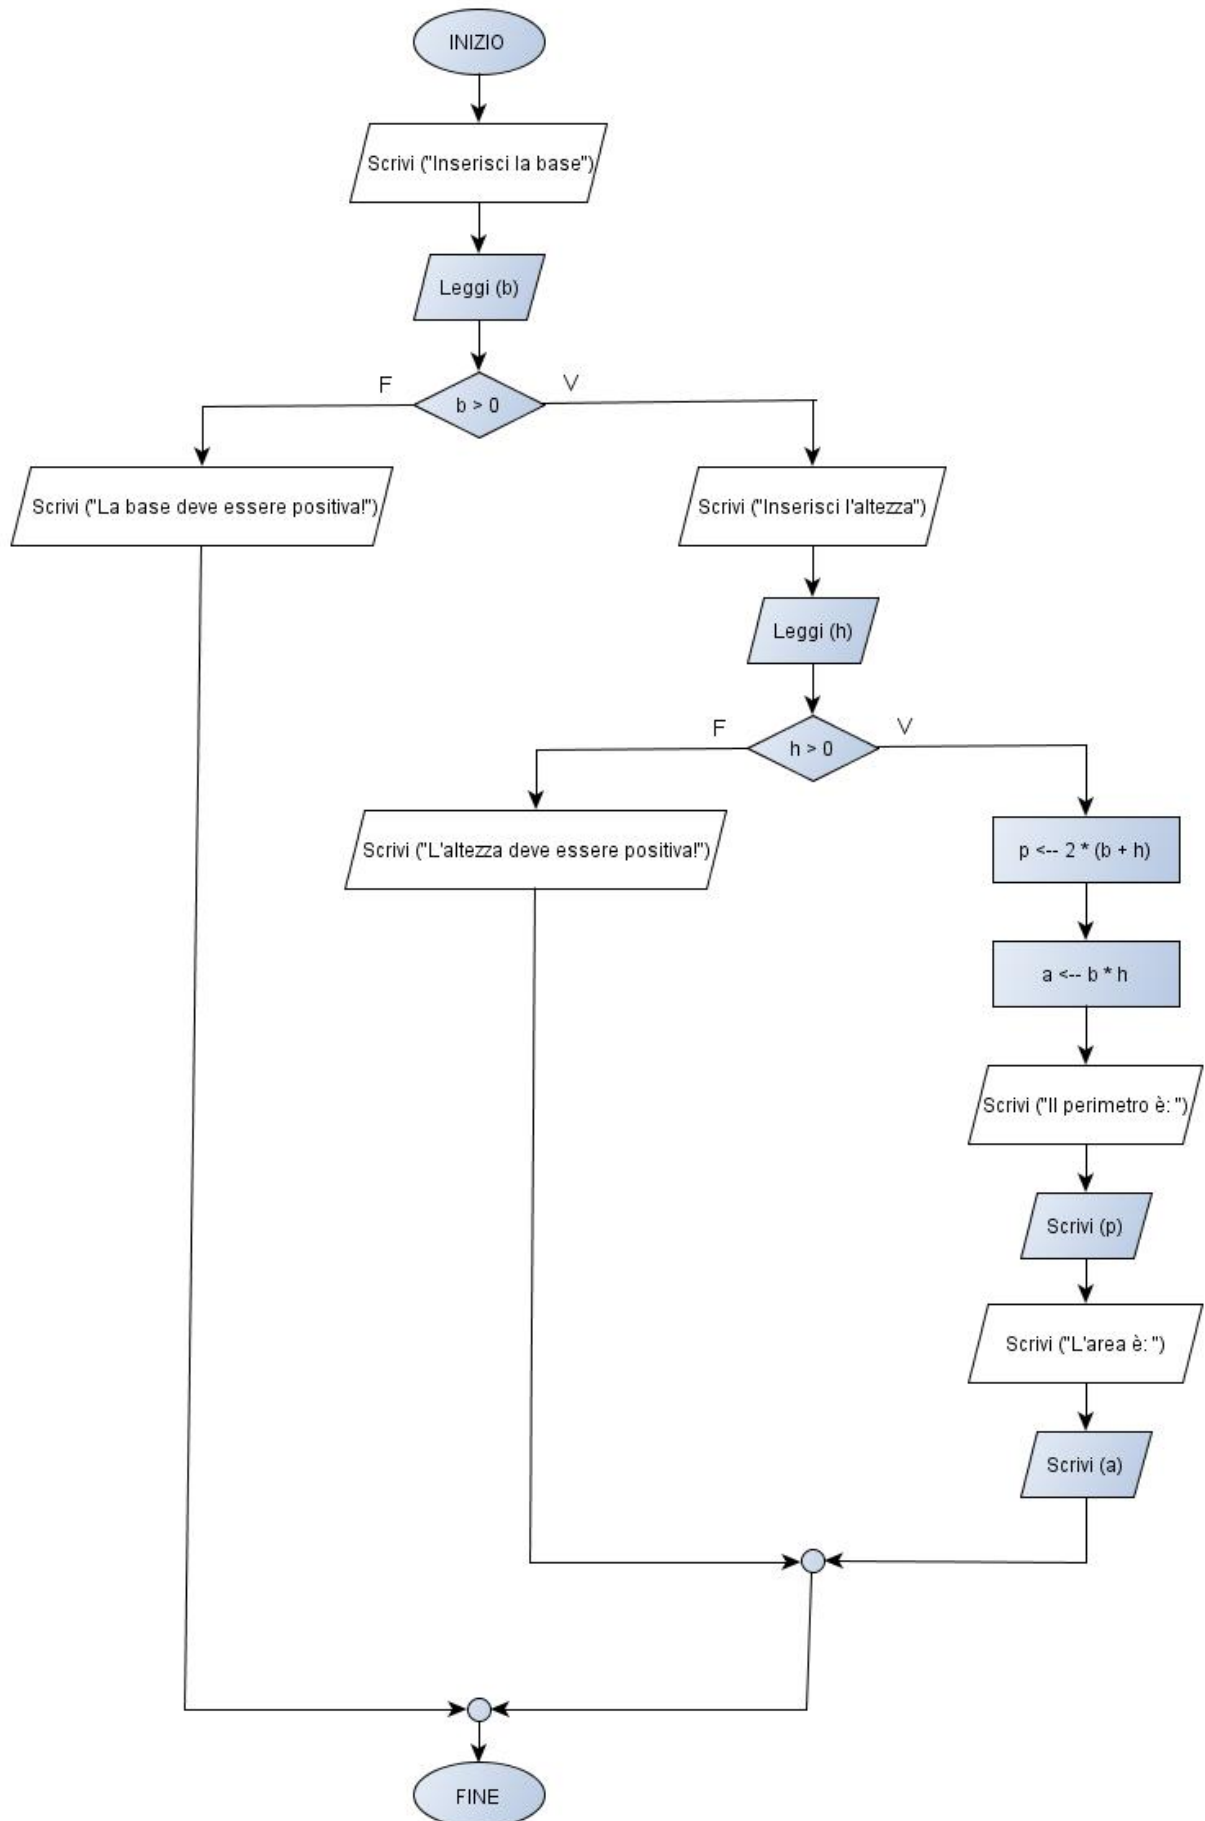 INIZIO
Scrivi ("Inserisci la base")
Leggi (b)
F
V
b > 0
Scrivi ("La base deve essere positiva!")
Scrivi ("Inserisci l'altezza")
Leggi (h)
F
V
h > 0
Scrivi ("L'altezza deve essere positiva!")
p <-- 2 * (b + h)
a <-- b * h
Scrivi ("Il perimetro è: ")
Scrivi (p)
Scrivi ("L'area è: ")
Scrivi (a)
FINE